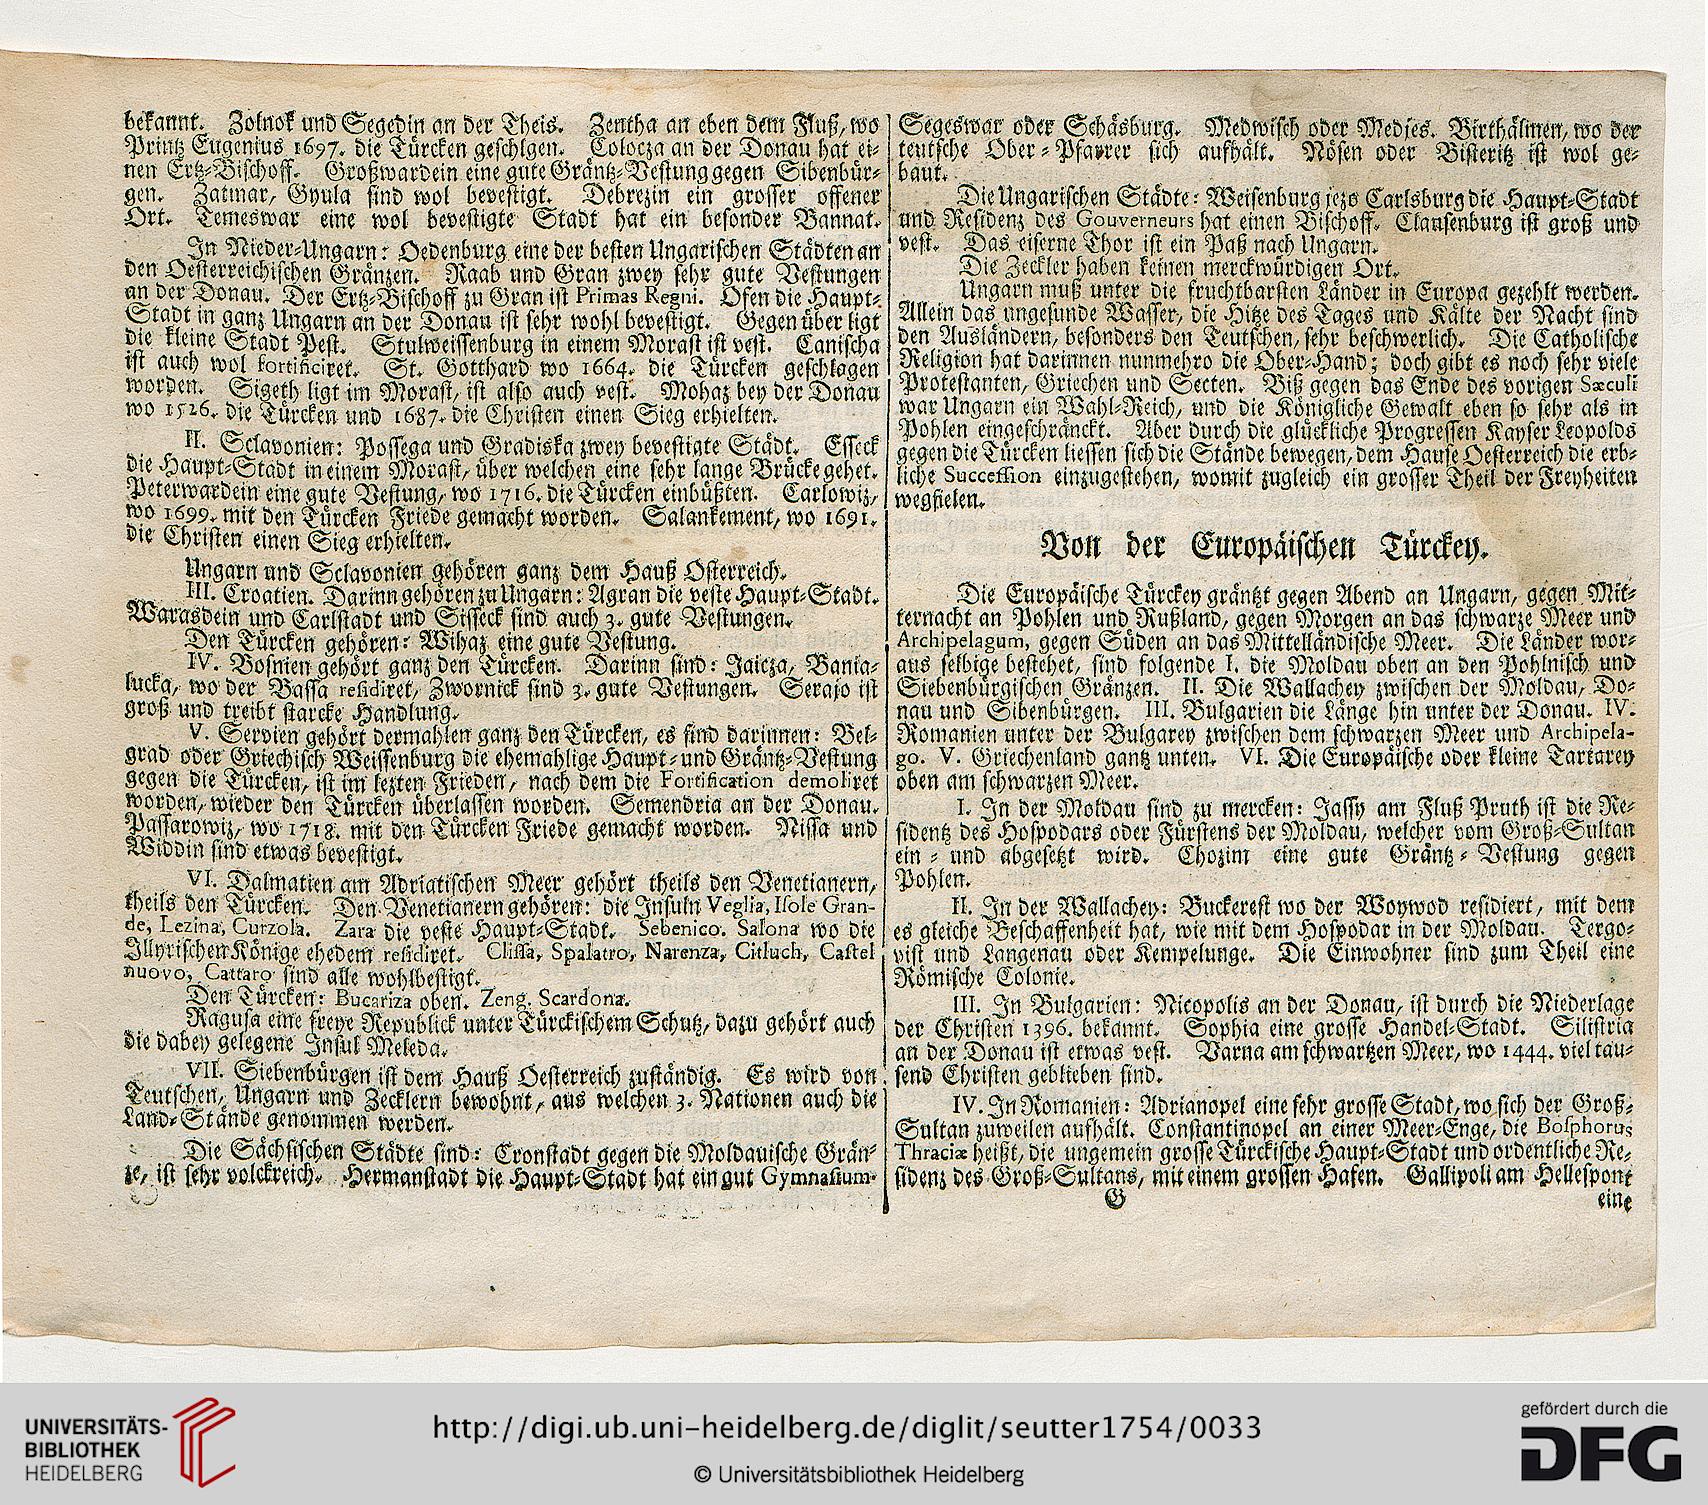 bekannt. Zolnok und Segedin an der Theis. Zentha an eben dem Fluß, wo
Printz Eugenius 1697. die Türcken geschlgen. Colocza an der Donau hat ei-
nen Ertz-Bischoff. Großwardein eine gute Gräntz-Vestung gegen Sibenbür-
gen. Zatmar, Gyula sind wol bevestigt. Debrezin ein grosser offener
Ort. Temeswar eine wol bevestigte Stadt hat ein besonder Bannat.
In Nieder-Ungarn: Oedenburg eine der besten Ungarischen Städten an
den Oesterreichischen Gränzen. Raab und Gran zwey sehr gute Vestungen
an der Donau. Der Ertz-Bischoff zu Gran ist Primas Regni. Ofen die Haupt-
Stadt in ganz Ungarn an der Donau ist sehr wohl bevestigt. Gegen über ligt
die kleine Stadt Pest. Stulweissenburg in einem Morast ist vest. Canischa
ist auch wol fortificiret. St. Gotthard wo 1664. die Türcken geschlagen
worden. Sigeth ligt im Morast, ist also auch vest. Mohaz bey der Donau
wo 1526. die Türcken und 1687. die Christen einen Sieg erhielten.
II. Sclavonien: Possega und Gradiska zwey bevestigte Städt. Esseck
die Haupt-Stadt in einem Morast, über welchen eine sehr lange Brücke gehet.
Peterwardein eine gute Vestung, wo 1716. die Türcken einbüßten. Carlowiz,
wo 1699. mit den Türcken Friede gemacht worden. Salankement, wo 1691.
die Christen einen Sieg erhielten.
Ungarn und Sclavonien gehören ganz dem Hauß Osterreich.
III. Croatien. Darinn gehören zu Ungarn: Agran die veste Haupt-Stadt.
Warasdein und Carlstadt und Sisseck sind auch 3. gute Vestungen.
Den Türcken gehören: Wihaz eine gute Vestung.
IV. Bosnien gehört ganz den Türcken. Darinn sind: Jaicza, Bania-
lucka, wo der Bassa residiret, Zwornick sind 3. gute Vestungen. Serajo ist
groß und treibt starcke Handlung.
V. Servien gehört dermahlen ganz den Türcken, es sind darinnen: Bel-
grad oder Griechisch Weissenburg die ehemahlige Haupt- und Gräntz-Vestung
gegen die Türcken, ist im lezten Frieden, nach dem die Fortification demoliret
worden, wieder den Türcken überlassen worden. Semendria an der Donau.
Passarowiz, wo 1718. mit den Türcken Friede gemacht worden. Nissa und
Widdin sind etwas bevestigt.
VI. Dalmatien am Adriatischen Meer gehört theils den Venetianern,
theils den Türcken. Den Venetianern gehören: die Insuln Veglia, Isole Gran-
de, Lezina, Curzola. Zara die veste Haupt-Stadt. Sebenico. Salona wo die
Illyrischen Könige ehedem residiret. Clissa, Spalatro, Narenza, Citluch, Castel
nuovo, Cattaro sind alle wohlbestigt.
Den Türcken: Bucariza oben. Zeng. Scardona.
Ragusa eine freye Republick unter Türckischem Schutz, dazu gehört auch
die dabey gelegene Insul Meleda.
VII. Siebenbürgen ist dem Hauß Oesterreich zuständig. Es wird von
Teutschen, Ungarn und Zecklern bewohnt, aus welchen 3. Nationen auch die
Land-Stände genommen werden.
Die Sächsischen Städte sind: Cronstadt gegen die Moldauische Grän-
ze, ist sehr volckreich. Hermanstadt die Haupt-Stadt hat ein gut Gymnasium.
Segeswar oder Schäsburg. Medwisch oder Medjes. Birthälmen, wo der
teutsche Ober-Pfarrer sich aufhält. Nösen oder Bisteritz ist wol ge-
baut.
Die Ungarischen Städte: Weisenburg jezo Carlsburg die Haupt-Stadt
und Residenz des Gouverneurs hat einen Bischoff. Clausenburg ist groß und
vest. Das eiserne Thor ist ein Paß nach Ungarn.
Die Zeckler haben keinen merckwürdigen Ort.
Ungarn muß unter die fruchtbarsten Länder in Europa gezehlt werden.
Allein das ungesunde Wasser, die Hitze des Tages und Kälte der Nacht sind
den Ausländern, besonders den Teutschen, sehr beschwerlich. Die Catholische
Religion hat darinnen nunmehro die Ober-Hand; doch gibt es noch sehr viele
Protestanten, Griechen und Secten. Biß gegen das Ende des vorigen Sæculi
war Ungarn ein Wahl-Reich, und die Königliche Gewalt eben so sehr als in
Pohlen eingeschränckt. Aber durch die glückliche Progressen Kayser Leopolds
gegen die Türcken liessen sich die Stände bewegen, dem Hause Oesterreich die erb-
liche Succession einzugestehen, womit zugleich ein grosser Theil der Freyheiten
wegfielen.
Von der Europäischen Türckey.
Die Europäische Türckey gräntzt gegen Abend an Ungarn, gegen Mit-
ternacht an Pohlen und Rußland, gegen Morgen an das schwarze Meer und
Archipelagum, gegen Süden an das Mittelländische Meer. Die Länder wor-
aus selbige bestehet, sind folgende I. die Moldau oben an den Pohlnisch und
Siebenbürgischen Gränzen. II. Die Wallachey zwischen der Moldau, Do-
nau und Sibenbürgen. III. Bulgarien die Länge hin unter der Donau. IV.
Romanien unter der Bulgarey zwischen dem schwarzen Meer und Archipela-
go. V. Griechenland gantz unten. VI. Die Europäische oder kleine Tartarey
oben am schwarzen Meer.
I. In der Moldau sind zu mercken: Jassy am Fluß Pruth ist die Re-
sidentz des Hospodars oder Fürstens der Moldau, welcher vom Groß-Sultan
ein- und abgesetzt wird. Chozim eine gute Gräntz-Vestung gegen
Pohlen.
II. In der Wallachey: Buckerest wo der Woywod residiert, mit dem
es gleiche Beschaffenheit hat, wie mit dem Hospodar in der Moldau. Tergo-
vist und Langenau oder Kempelunge. Die Einwohner sind zum Theil eine
Römische Colonie.
III. In Bulgarien: Nicopolis an der Donau, ist durch die Niederlage
der Christen 1396. bekannt. Sophia eine grosse Handel-Stadt. Silistria
an der Donau ist etwas vest. Varna am schwartzen Meer, wo 1444. viel tau-
send Christen geblieben sind.
IV. In Romanien: Adrianopel eine sehr grosse Stadt, wo sich der Groß-
Sultan zuweilen aufhält. Constantinopel an einer Meer-Enge, die Bosphorus
Thraciæ heißt, die ungemein grosse Türckische Haupt-Stadt und ordentliche Re-
sidenz des Groß-Sultans, mit einem grossen Hafen. Gallipoli am Hellespont
G
eine
UNIVERSITÄTS-
BIBLIOTHEK
HEIDELBERG
http://digi.ub.uni-heidelberg.de/diglit/seutter1754/0033
© Universitätsbibliothek Heidelberg
gefördert durch die
DFG